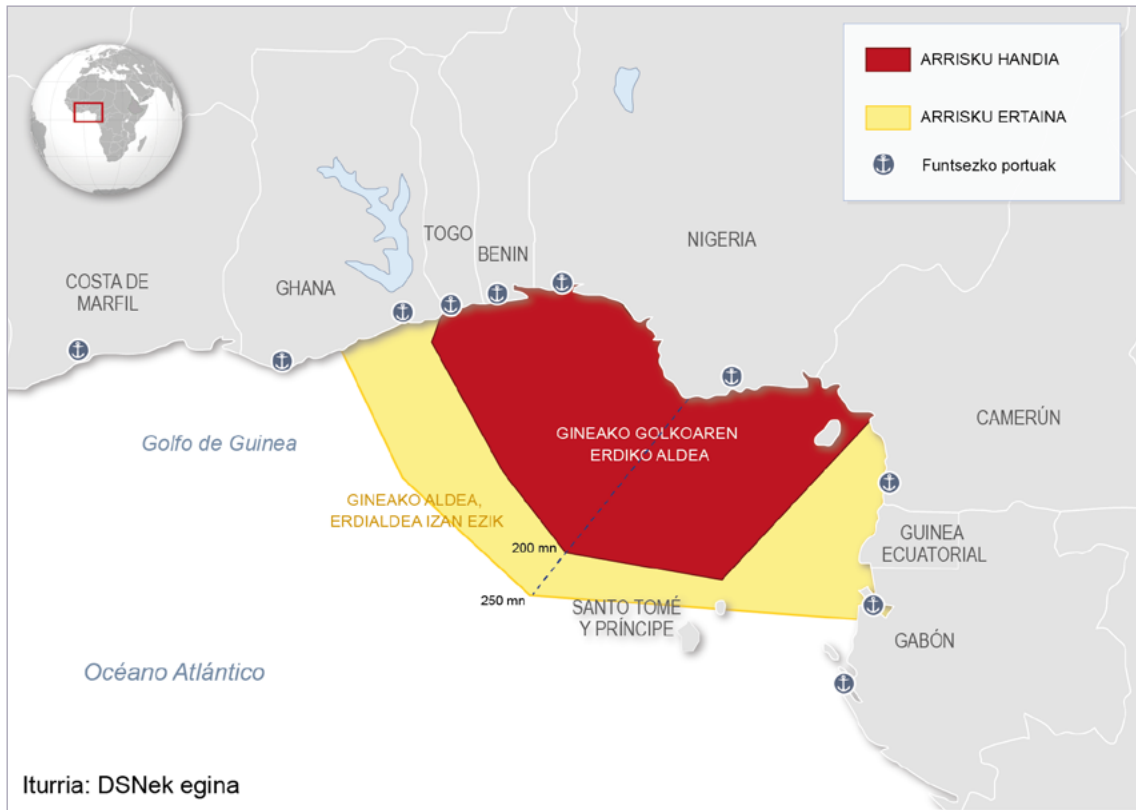 ARRISKU HANDIA
ARRISKU ERTAINA
Funtsezko portuak
TOGO
BENIN
NIGERIA
COSTA DE
MARFIL
GHANA
CAMERÚN
Golfo de Guinea
GINEAKO GOLKOAREN
ERDIKO ALDEA
GINEAKO ALDEA,
ERDIALDEA IZAN EZIK
GUINEA
ECUATORIAL
200 mn
250 mn
SANTO TOMÉ
Y PRÍNCIPE
GABÓN
Océano Atlántico
Iturria: DSNek egina